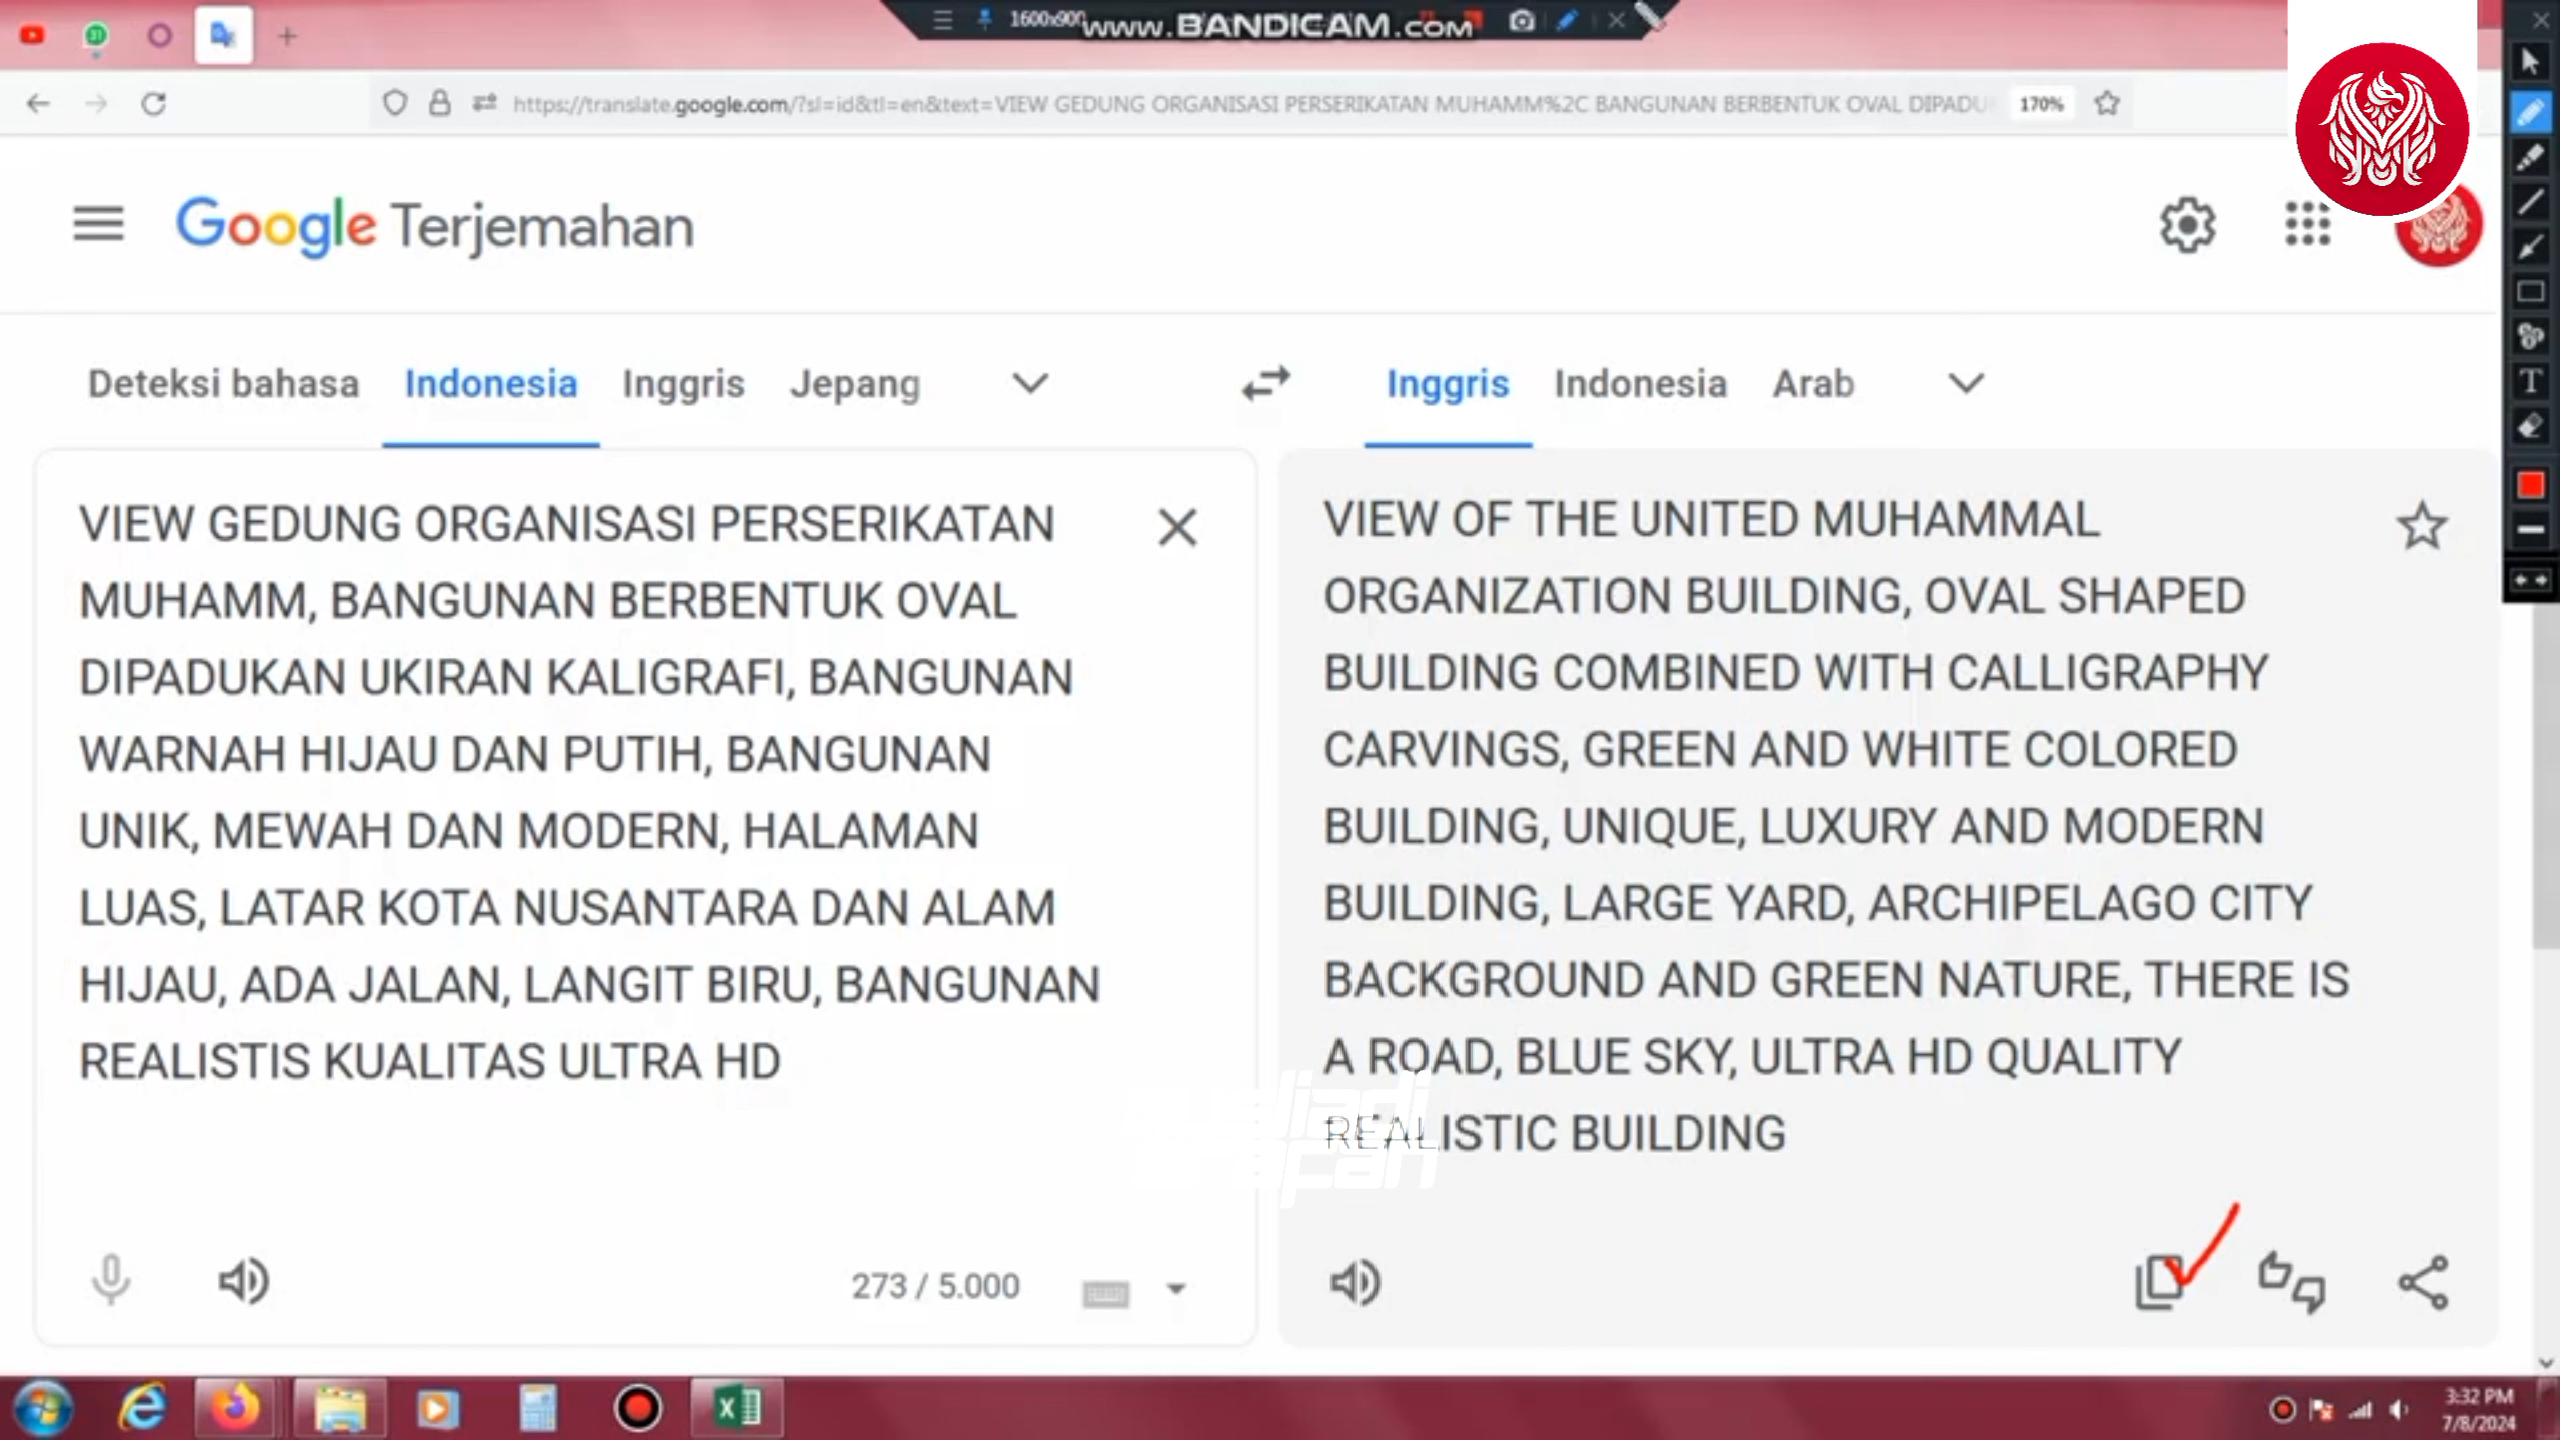 1600x900
www.BANDICAM.com
https://translate.google.com/?sl=id&tl=en&text=VIEW GEDUNG ORGANISASI PERSERIKATAN MUHAMM%2C BANGUNAN BERBENTUK OVAL DIPADU
170%
Google Terjemahan
Deteksi bahasa Indonesia Inggris Jepang
Inggris Indonesia Arab
VIEW GEDUNG ORGANISASI PERSERIKATAN
MUHAMM, BANGUNAN BERBENTUK OVAL
DIPADUKAN UKIRAN KALIGRAFI, BANGUNAN
WARNAH HIJAU DAN PUTIH, BANGUNAN
UNIK, MEWAH DAN MODERN, HALAMAN
LUAS, LATAR KOTA NUSANTARA DAN ALAM
HIJAU, ADA JALAN, LANGIT BIRU, BANGUNAN
REALISTIS KUALITAS ULTRA HD
273 / 5.000
VIEW OF THE UNITED MUHAMMAL
ORGANIZATION BUILDING, OVAL SHAPED
BUILDING COMBINED WITH CALLIGRAPHY
CARVINGS, GREEN AND WHITE COLORED
BUILDING, UNIQUE, LUXURY AND MODERN
BUILDING, LARGE YARD, ARCHIPELAGO CITY
BACKGROUND AND GREEN NATURE, THERE IS
A ROAD, BLUE SKY, ULTRA HD QUALITY
REALISTIC BUILDING
3:32 PM
7/8/2024